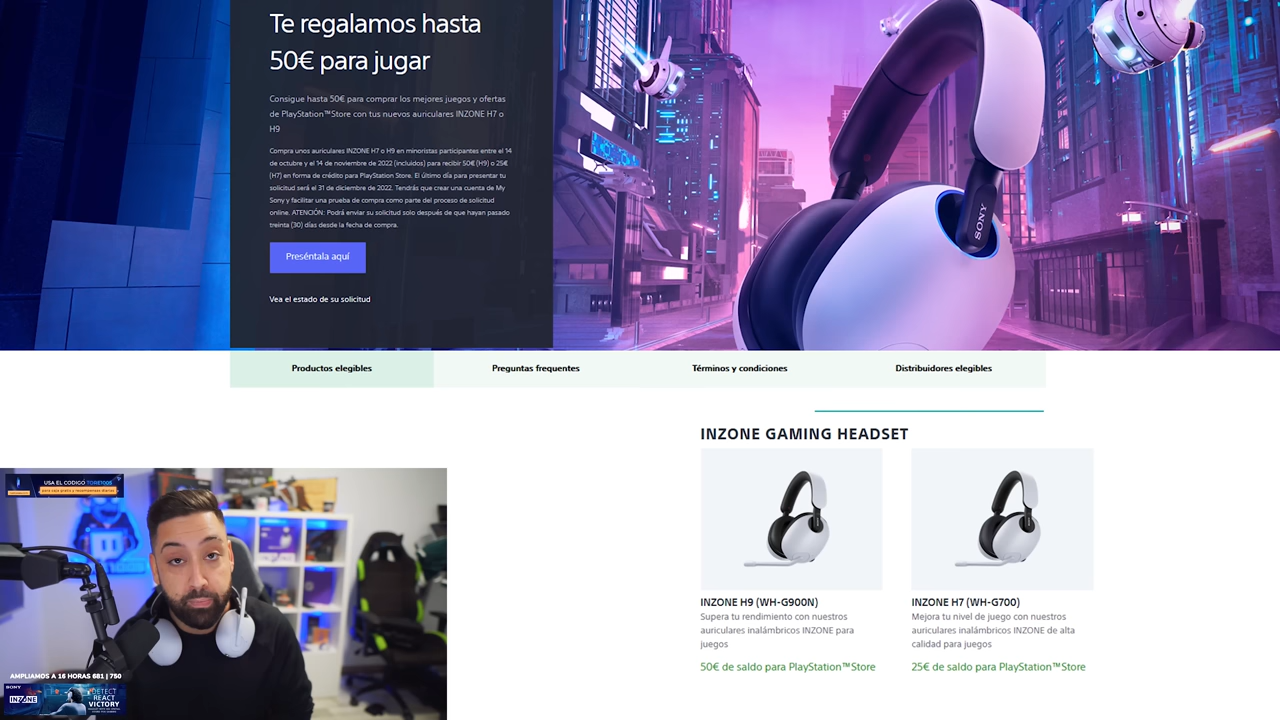 Te regalamos hasta
50€ para jugar
Consigue hasta 50€ para comprar los mejores juegos y ofertas
de PlayStation™Store con tus nuevos auriculares INZONE H7 o
H9
Compra unos auriculares INZONE H7 o H9 en minoristas participantes entre el 14
de octubre y el 14 de noviembre de 2022 (incluidos) para recibir 50€ (H9) o 25€
(H7) en forma de crédito para PlayStation Store. El último día para presentar tu
solicitud será el 31 de diciembre de 2022. Tendrás que crear una cuenta de My
Sony y facilitar una prueba de compra como parte del proceso de solicitud
online. ATENCIÓN: Podrá enviar su solicitud solo después de que hayan pasado
treinta (30) días desde la fecha de compra.
Preséntala aquí
Vea el estado de su solicitud
SONY
Productos elegibles
Preguntas frecuentes
Términos y condiciones
Distribuidores elegibles
INZONE GAMING HEADSET
INZONE H9 (WH-G900N)
Supera tu rendimiento con nuestros
auriculares inalámbricos INZONE para
juegos
50€ de saldo para PlayStation™Store
INZONE H7 (WH-G700)
Mejora tu nivel de juego con nuestros
auriculares inalámbricos INZONE de alta
calidad para juegos
25€ de saldo para PlayStation™Store
USA EL CODIGO
AMPLIAMOS A 16 HORAS 681 | 750
SONY
INZONE
DETECT
REACT
VICTORY